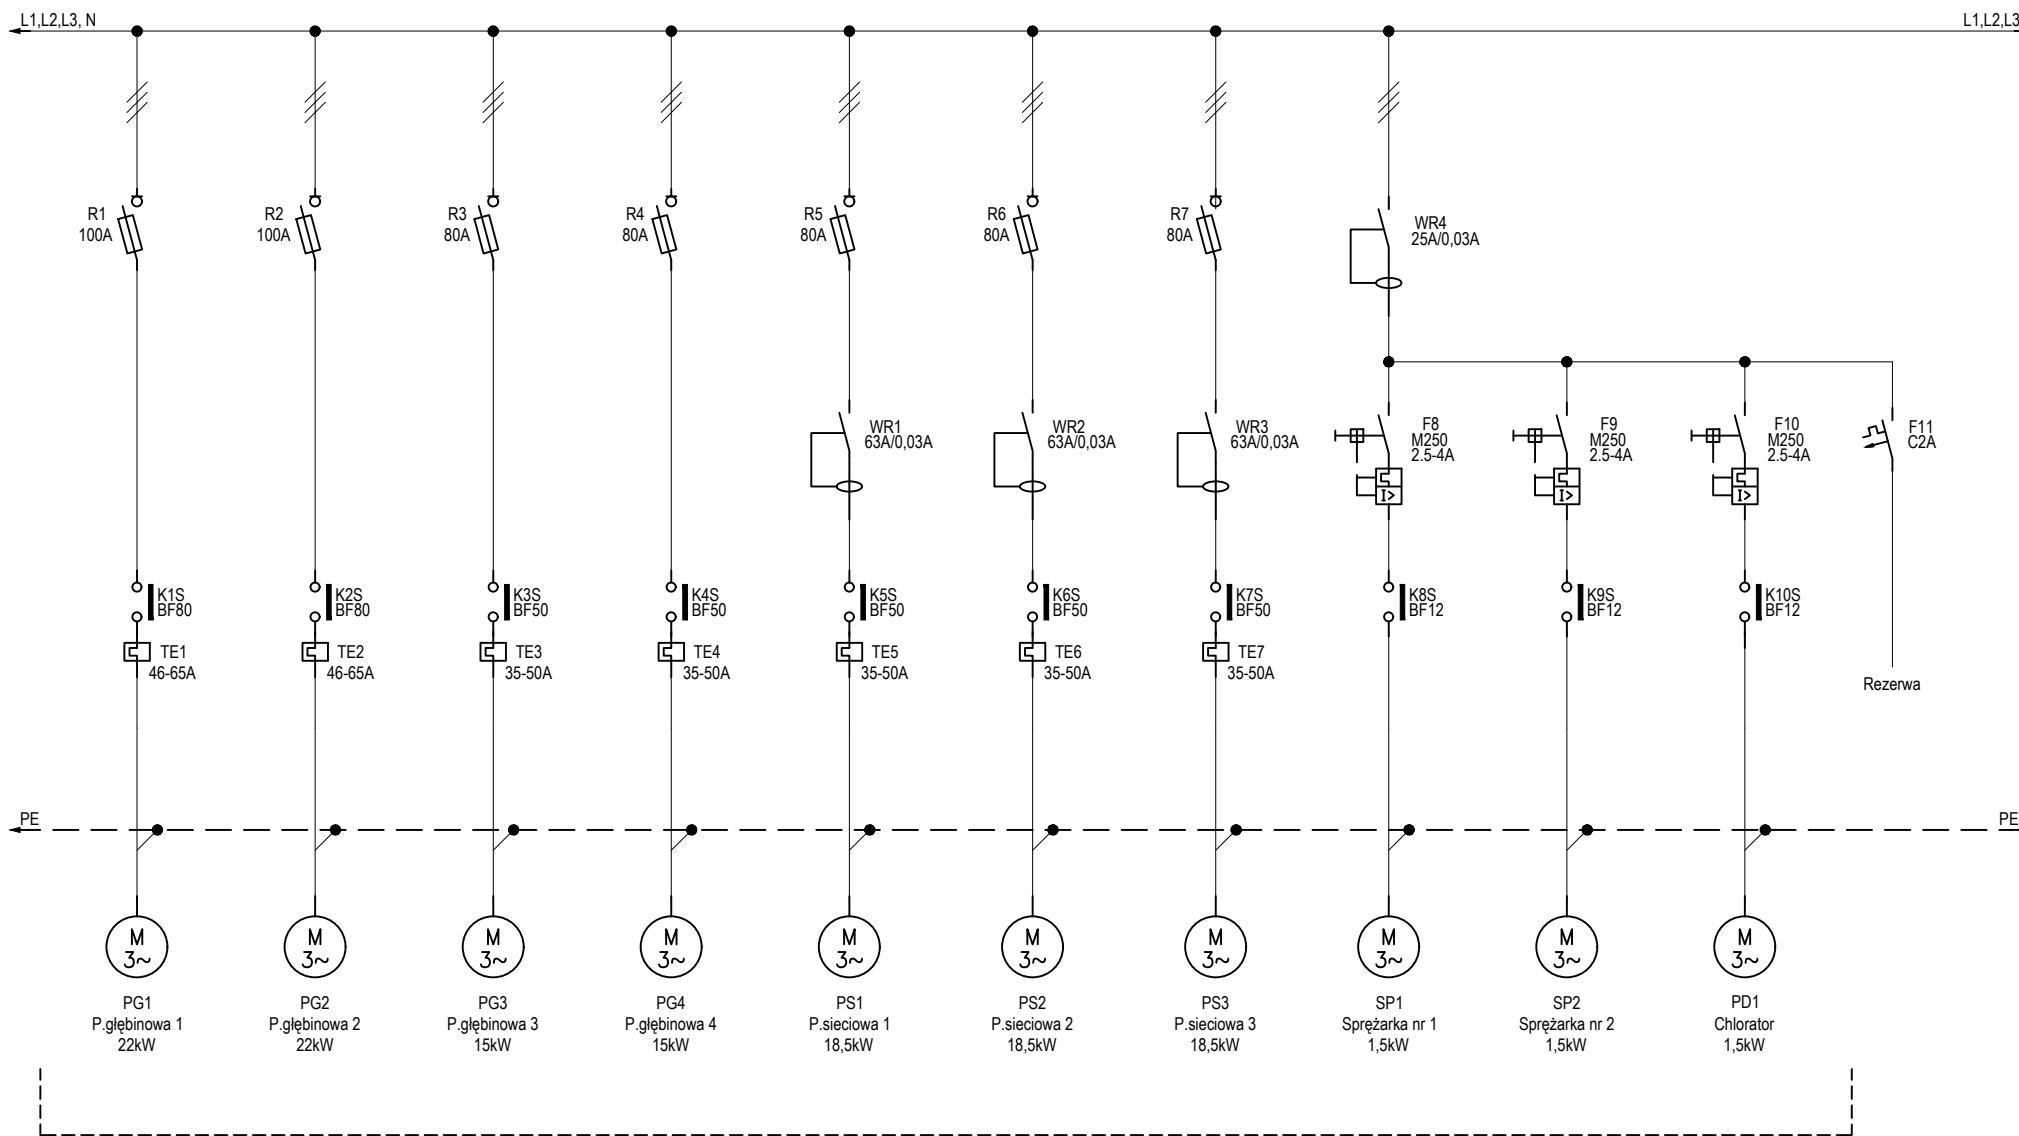 L1,L2,L3, N
L1,L2,L3
R1
100A
R2
100A
R3
80A
R4
80A
R5
80A
R6
80A
R7
80A
WR4
25A/0,03A
WR1
63A/0,03A
WR2
63A/0,03A
WR3
63A/0,03A
F8
M250
2.5-4A
F9
M250
2.5-4A
F10
M250
2.5-4A
F11
C2A
I>
I>
I>
K1S
BF80
K2S
BF80
K3S
BF50
K4S
BF50
K5S
BF50
K6S
BF50
K7S
BF50
K8S
BF12
K9S
BF12
K10S
BF12
TE1
46-65A
TE2
46-65A
TE3
35-50A
TE4
35-50A
TE5
35-50A
TE6
35-50A
TE7
35-50A
Rezerwa
PE
PE
M
3~
M
3~
M
3~
M
3~
M
3~
M
3~
M
3~
M
3~
M
3~
M
3~
PG1
P.głębinowa 1
22kW
PG2
P.głębinowa 2
22kW
PG3
P.głębinowa 3
15kW
PG4
P.głębinowa 4
15kW
PS1
P.sieciowa 1
18,5kW
PS2
P.sieciowa 2
18,5kW
PS3
P.sieciowa 3
18,5kW
SP1
Sprężarka nr 1
1,5kW
SP2
Sprężarka nr 2
1,5kW
PD1
Chlorator
1,5kW